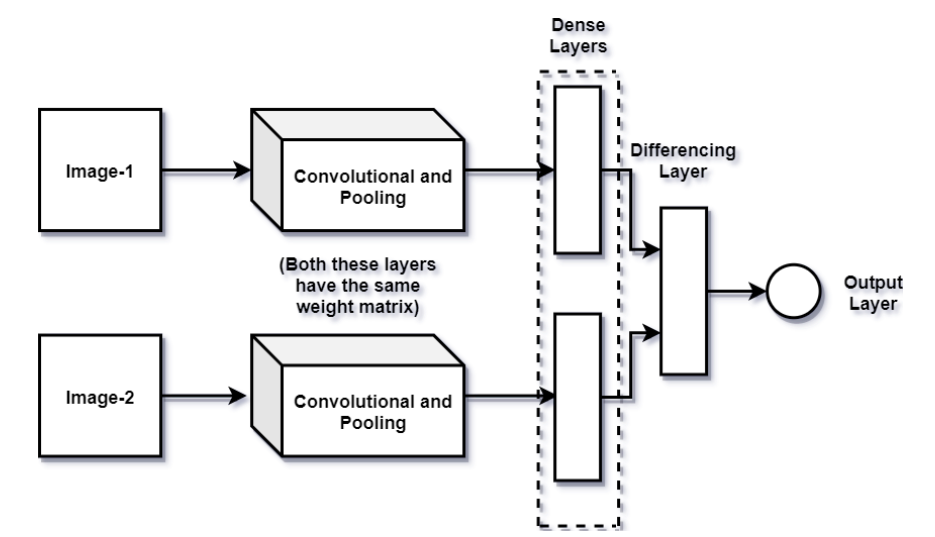 Dense
Layers
Image-1
Convolutional and
Pooling
Differencing
Layer
(Both these layers
have the same
weight matrix)
Output
Layer
Image-2
Convolutional and
Pooling